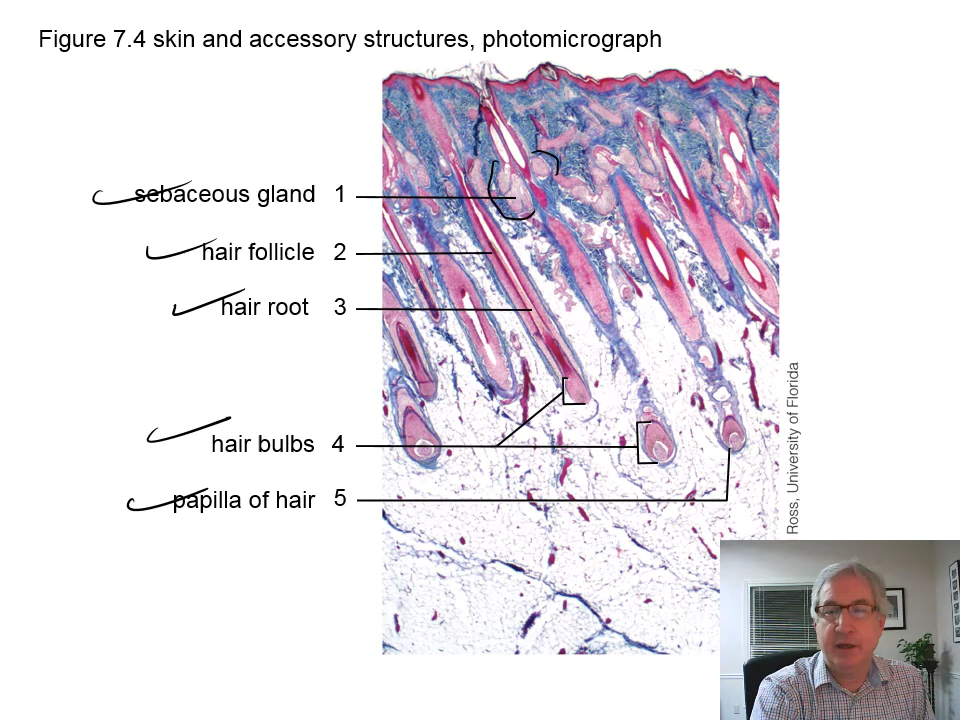 Figure 7.4 skin and accessory structures, photomicrograph
sebaceous gland 1
hair follicle 2
hair root 3
hair bulbs 4
papilla of hair 5
Ross, University of Florida